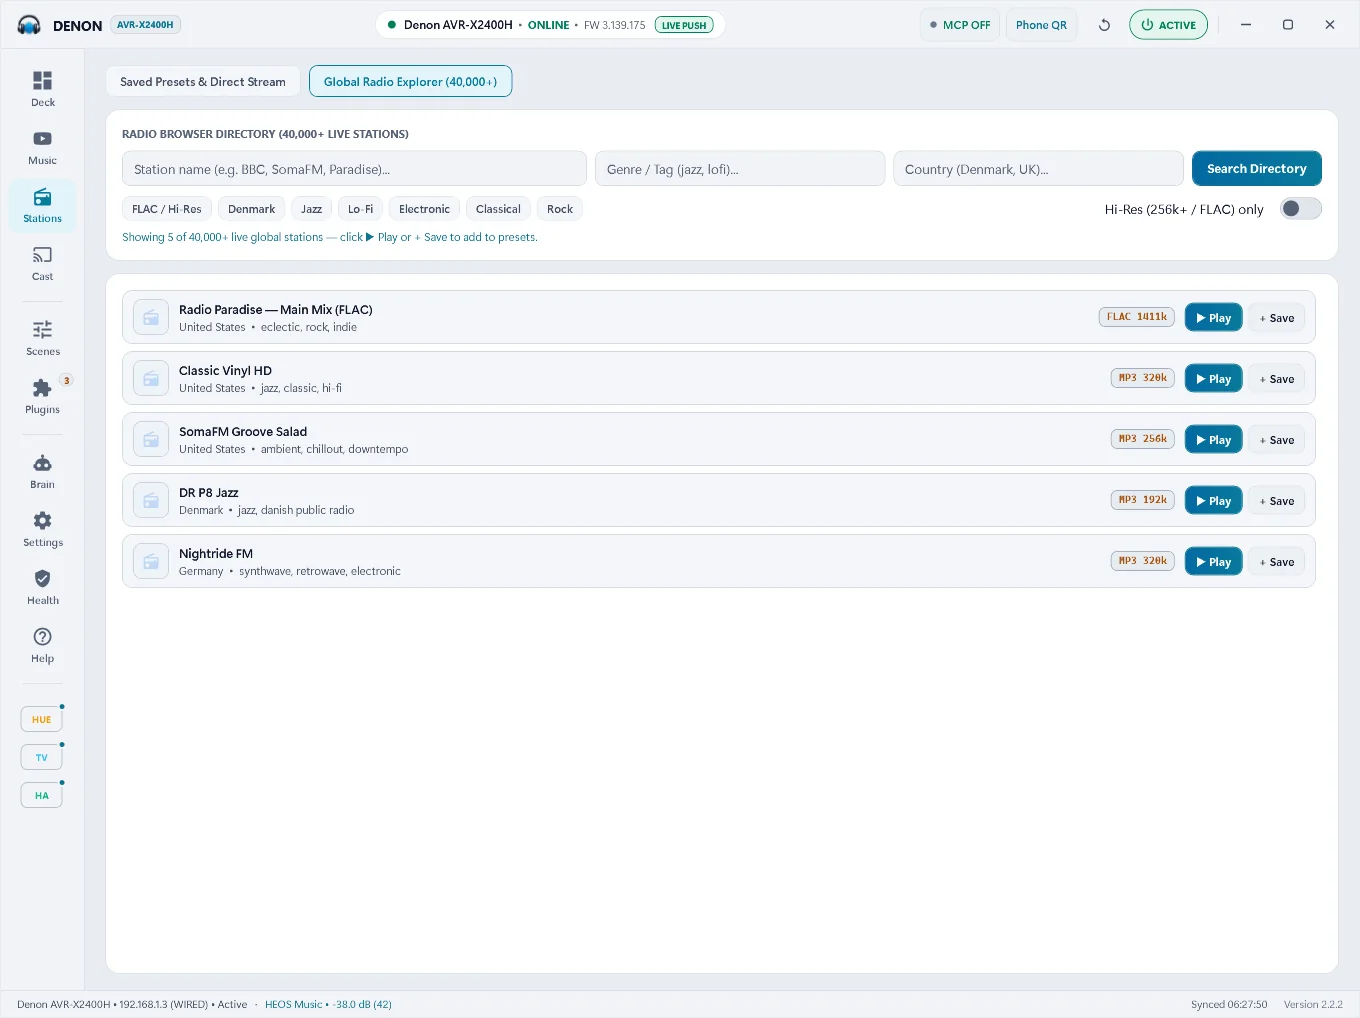 DENON AVR-X2400H
Denon AVR-X2400H • ONLINE • FW 3.139.175 LIVE PUSH
MCP OFF
Phone QR
ACTIVE
Deck
Music
Stations
Cast
Scenes
3
Plugins
Brain
Settings
Health
Help
HUE
TV
HA
Saved Presets & Direct Stream
Global Radio Explorer (40,000+)
RADIO BROWSER DIRECTORY (40,000+ LIVE STATIONS)
Station name (e.g. BBC, SomaFM, Paradise)...
Genre / Tag (jazz, lofi)...
Country (Denmark, UK)...
Search Directory
FLAC / Hi-Res
Denmark
Jazz
Lo-Fi
Electronic
Classical
Rock
Hi-Res (256k+ / FLAC) only
Showing 5 of 40,000+ live global stations — click ▶ Play or + Save to add to presets.
Radio Paradise — Main Mix (FLAC)
United States • eclectic, rock, indie
FLAC 1411k
▶ Play
+ Save
Classic Vinyl HD
United States • jazz, classic, hi-fi
MP3 320k
▶ Play
+ Save
SomaFM Groove Salad
United States • ambient, chillout, downtempo
MP3 256k
▶ Play
+ Save
DR P8 Jazz
Denmark • jazz, danish public radio
MP3 192k
▶ Play
+ Save
Nightride FM
Germany • synthwave, retrowave, electronic
MP3 320k
▶ Play
+ Save
Denon AVR-X2400H • 192.168.1.3 (WIRED) • Active · HEOS Music • -38.0 dB (42)
Synced 06:27:50
Version 2.2.2